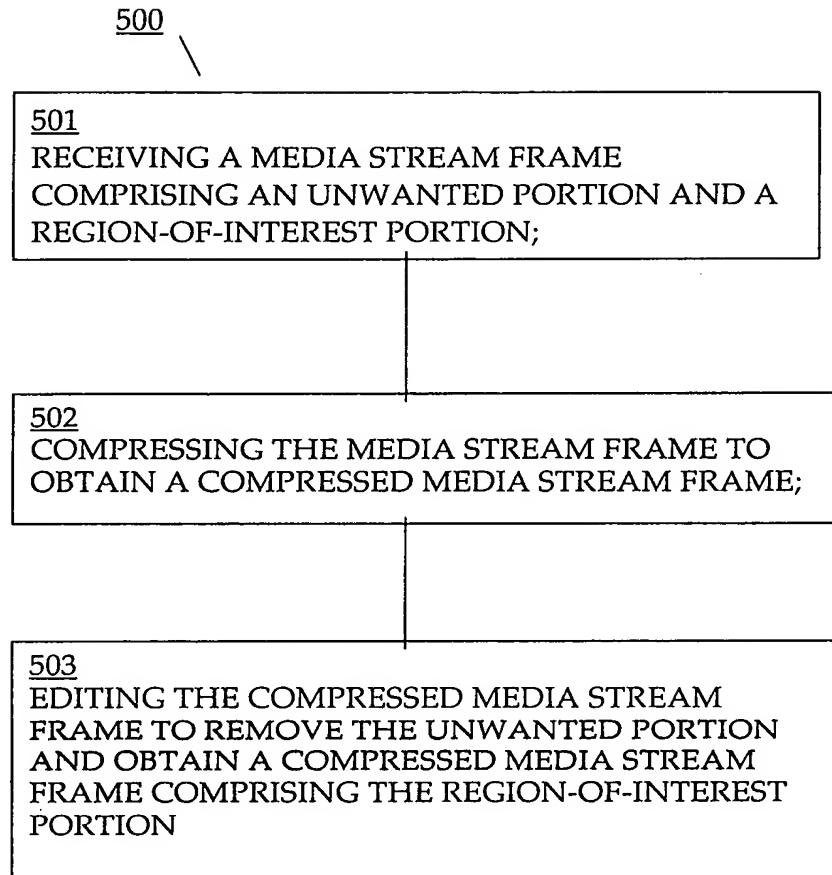 500
501
RECEIVING A MEDIA STREAM FRAME
COMPRISING AN UNWANTED PORTION AND A
REGION-OF-INTEREST PORTION;
502
COMPRESSING THE MEDIA STREAM FRAME TO
OBTAIN A COMPRESSED MEDIA STREAM FRAME;
503
EDITING THE COMPRESSED MEDIA STREAM
FRAME TO REMOVE THE UNWANTED PORTION
AND OBTAIN A COMPRESSED MEDIA STREAM
FRAME COMPRISING THE REGION-OF-INTEREST
PORTION